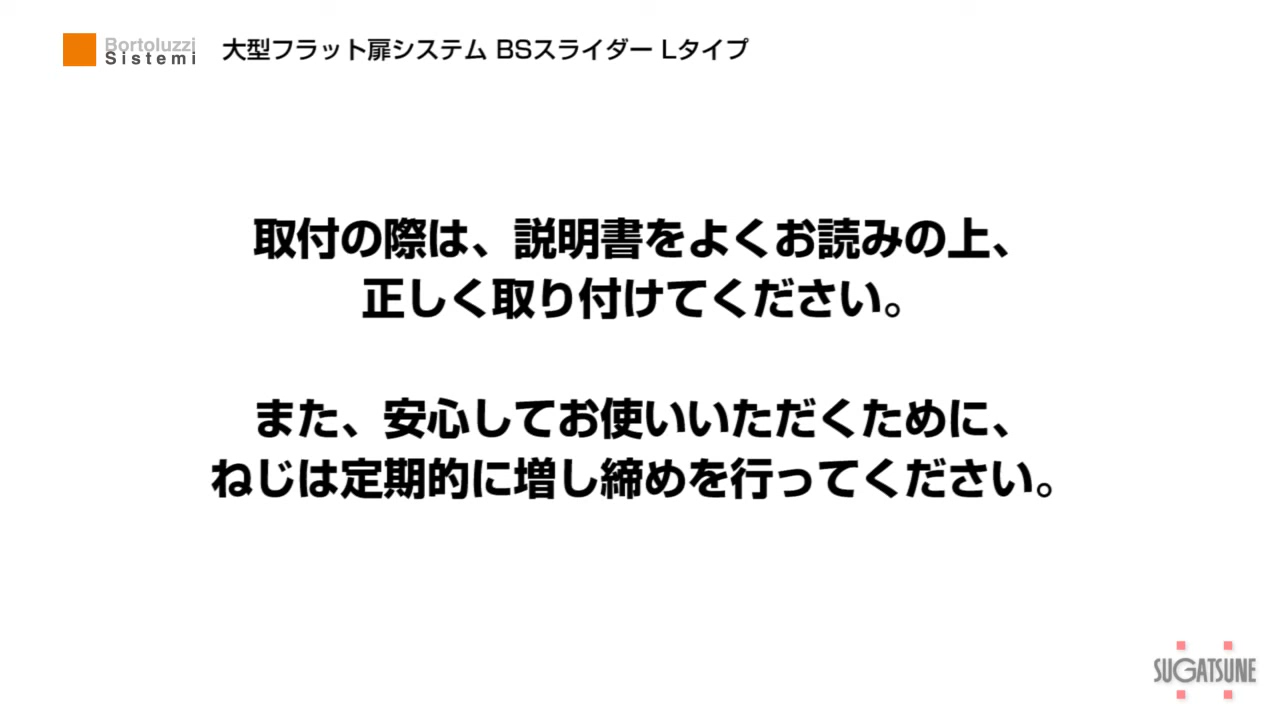 Bortoluzzi
Sistemi
大型フラット扉システム BSスライダー Lタイプ
取付の際は、説明書をよくお読みの上、
正しく取り付けてください。
また、安心してお使いいただくために、
ねじは定期的に増し締めを行ってください。
SUGATSUNE